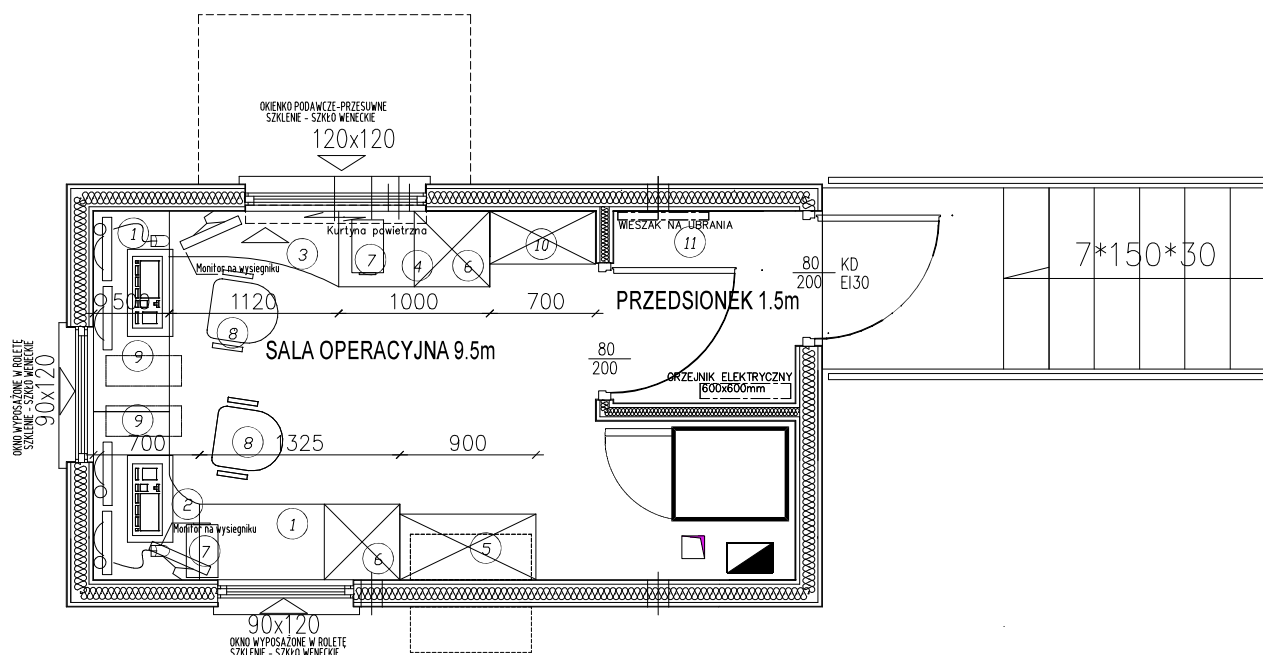 OKIENKO PODAWCZE-PRZESUWNE
SZKLENIE - SZKŁO WENECKIE
120x120
Kurtyna powietrzna
WIESZAK NA UBRANIA
1
3
7
4
6
10
11
Monitor na wysiegniku
80
200
KD
EI30
7*150*30
500
1120
1000
700
PRZEDSIONEK 1.5m
8
SALA OPERACYJNA 9.5m
9
80
200
GRZEJNIK ELEKTRYCZNY
600x600mm
OKNO WYPOSAŻONE W ROLETĘ
SZKLENIE - SZKŁO WENECKIE
90x120
9
8
700
1325
900
2
Monitor na wysiegniku
1
7
6
5
90x120
OKNO WYPOSAŻONE W ROLETĘ
SZKLENIE - SZKŁO WENECKIE